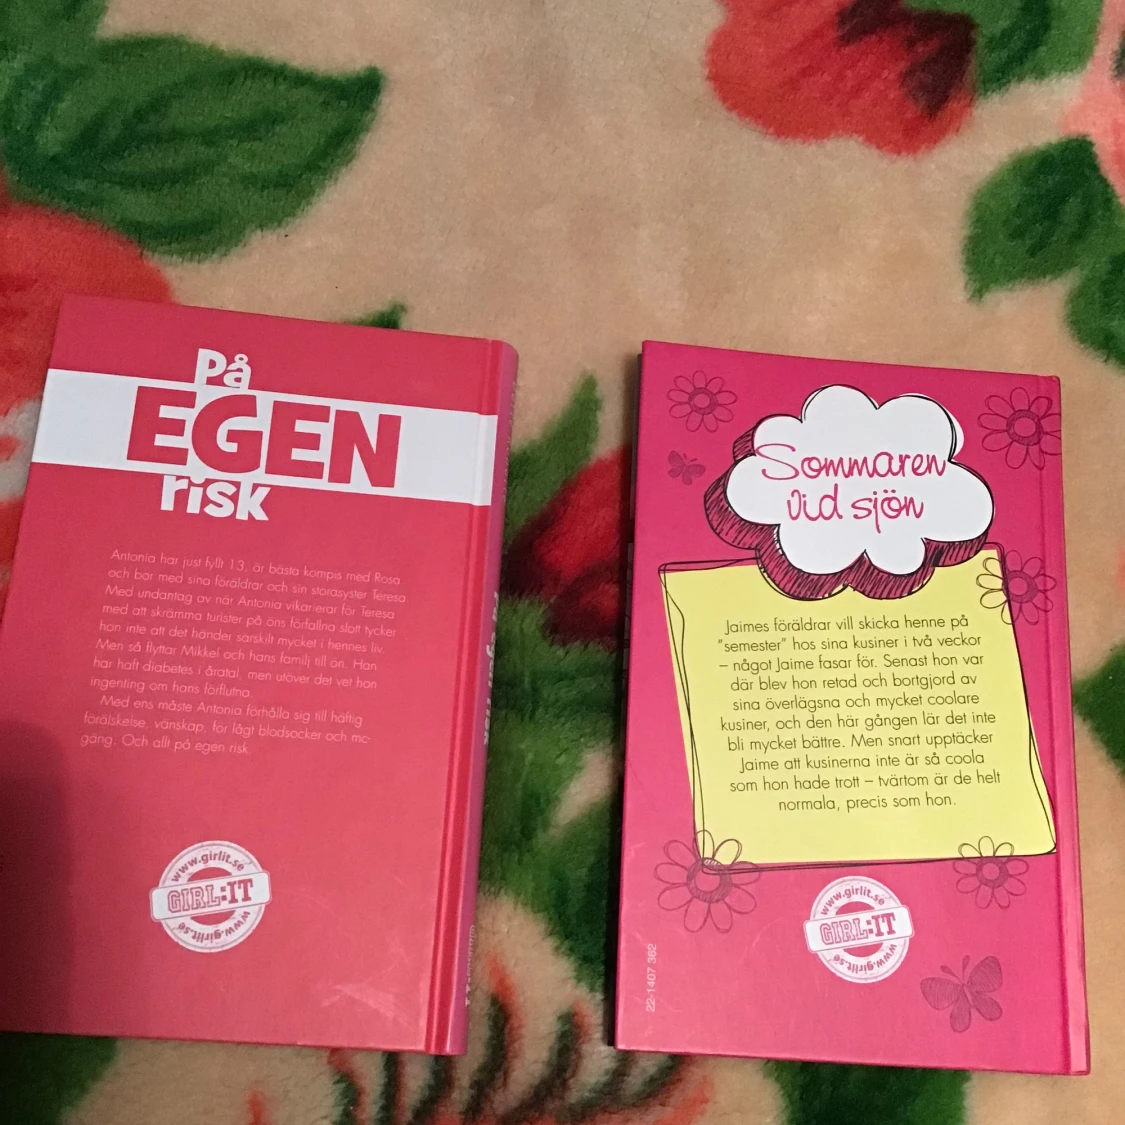 På
EGEN
risk
Antonia har just fyllt 13, är bästa kompis med Rosa
och bor med sina föräldrar och sin storasyster Teresa.
Med undantag av när Antonia vikarierar för Teresa
med att skrämma turister på öns förfallna slott tycker
hon inte att det händer särskilt mycket i hennes liv.
Men så flyttar Mikkel och hans familj till ön. Han
har haft diabetes i åratal, men utöver det vet hon
ingenting om hans förflutna.
Med ens måste Antonia förhålla sig till häftig
förälskelse, vänskap, för lågt blodsocker och mc-
gäng. Och allt på egen risk.
www.girlit.se
GIRL:IT
www.girlit.se
Sommaren
vid sjön
Jaimes föräldrar vill skicka henne på
"semester" hos sina kusiner i två veckor
– något Jaime fasar för. Senast hon var
där blev hon retad och bortgjord av
sina överlägsna och mycket coolare
kusiner, och den här gången lär det inte
bli mycket bättre. Men snart upptäcker
Jaime att kusinerna inte är så coola
som hon hade trott – tvärtom är de helt
normala, precis som hon.
www.girlit.se
GIRL:IT
www.girlit.se
22-1407 362